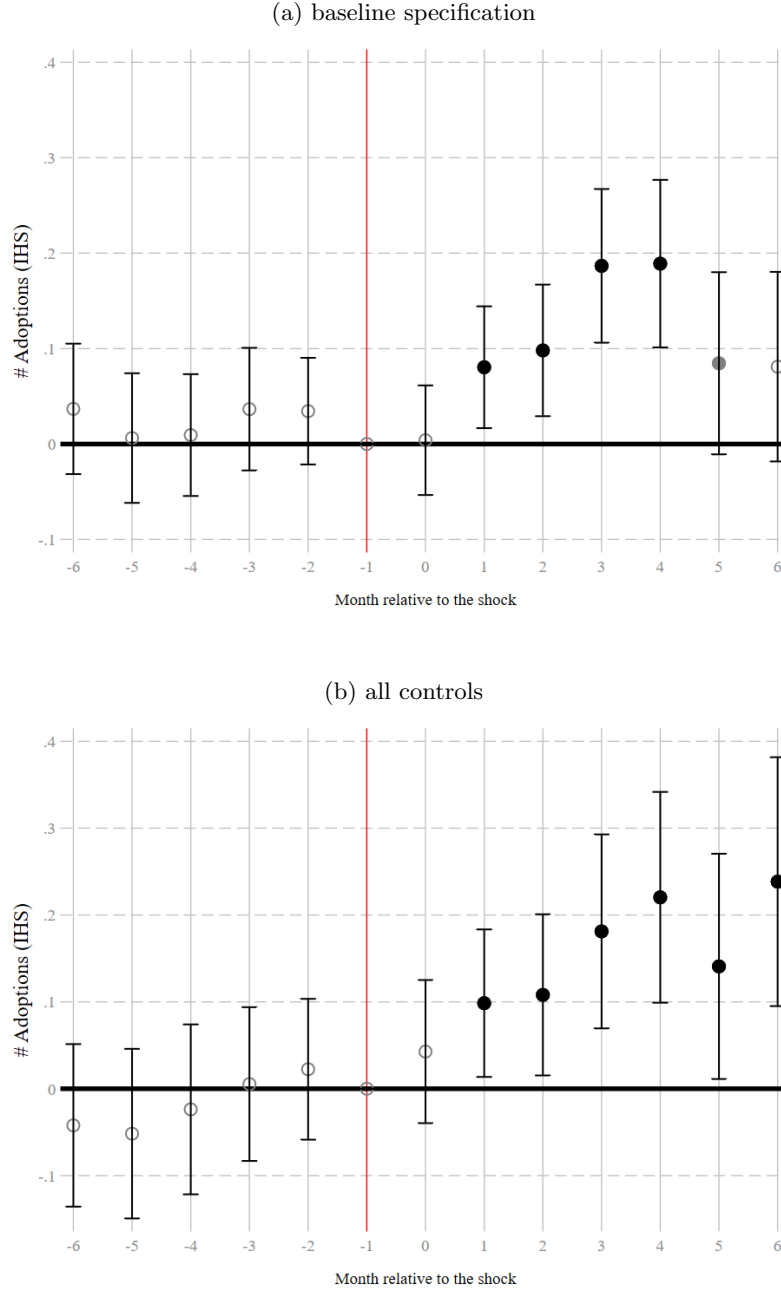 (a) baseline specification
.4
.3
.2
.1
0
-.1
# Adoptions (IHS)
-6 -5 -4 -3 -2 -1 0 1 2 3 4 5 6
Month relative to the shock
(b) all controls
.4
.3
.2
.1
0
-.1
# Adoptions (IHS)
-6 -5 -4 -3 -2 -1 0 1 2 3 4 5 6
Month relative to the shock